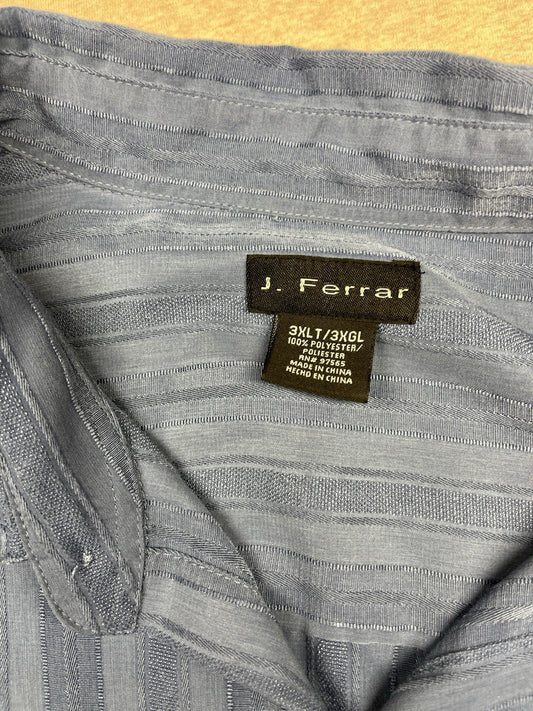 J. Ferrar
3XLT/3XGL
100% POLYESTER/
POLIESTER
RN# 97565
MADE IN CHINA
HECHO EN CHINA